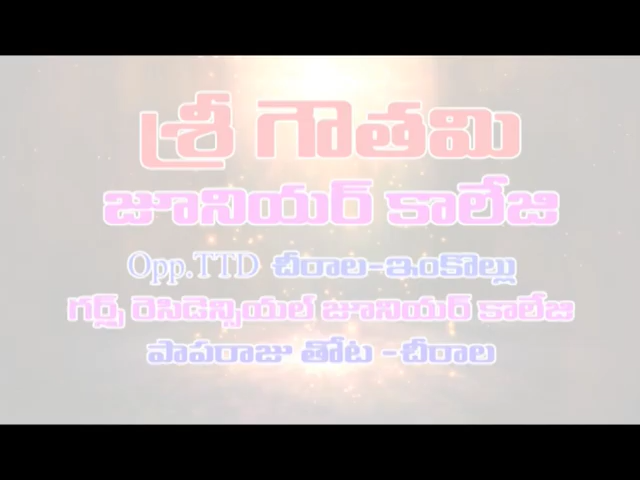 శ్రీ గౌతమి
జూనియర్ కాలేజి
Opp.TTD చీరాల-ఇంకొల్లు
గర్ల్స్ రెసిడెన్సియల్ జూనియర్ కాలేజి
పాపరాజు తోట -చీరాల